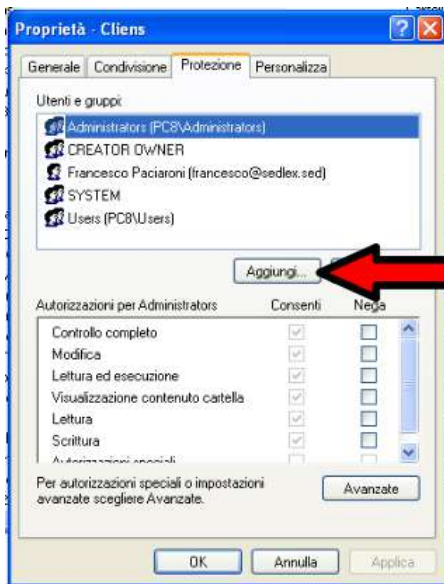 Proprietà - Cliens
Generale Condivisione Protezione Personalizza
Utenti e gruppi:
Administrators (PC8\Administrators)
CREATOR OWNER
Francesco Paciaroni (francesco@sedlex.sed)
SYSTEM
Users (PC8\Users)
Aggiungi...
Autorizzazioni per Administrators Consenti Nega
Controllo completo
Modifica
Lettura ed esecuzione
Visualizzazione contenuto cartella
Lettura
Scrittura
Autorizzazioni speciali
Per autorizzazioni speciali o impostazioni
avanzate scegliere Avanzate.
Avanzate
OK Annulla Applica